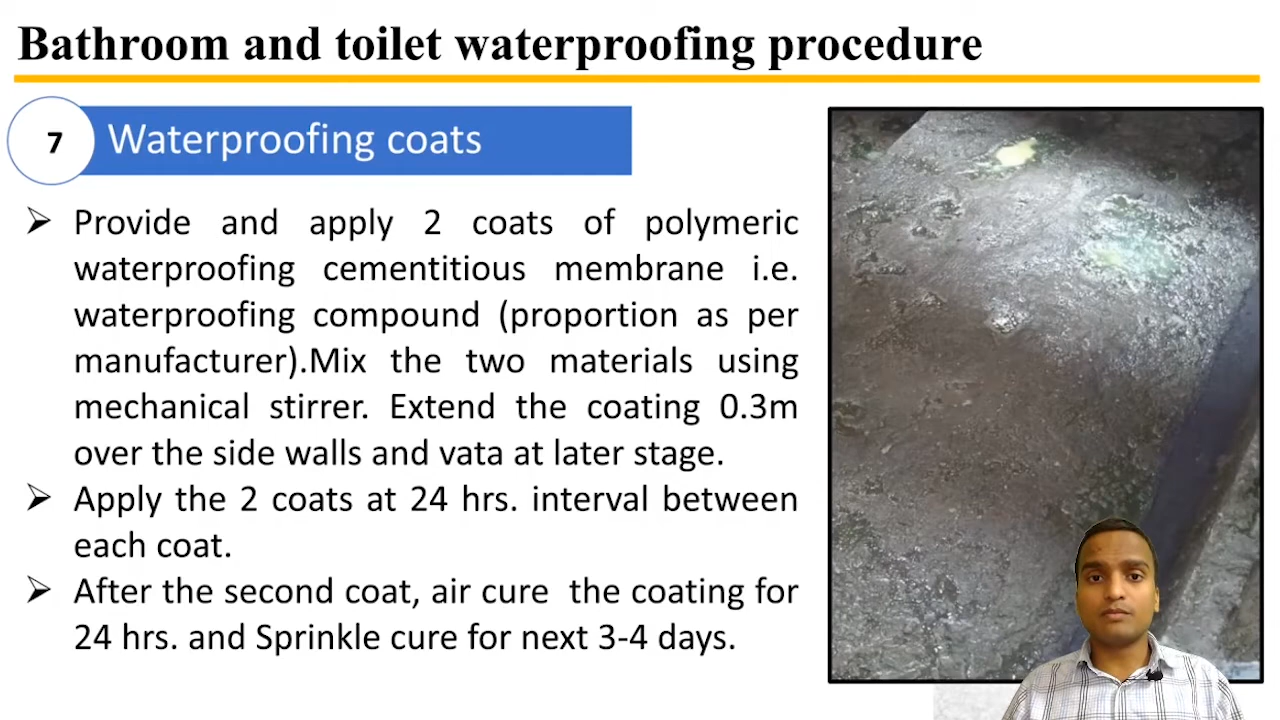 Bathroom and toilet waterproofing procedure
7
Waterproofing coats
➢ Provide and apply 2 coats of polymeric
waterproofing cementitious membrane i.e.
waterproofing compound (proportion as per
manufacturer).Mix the two materials using
mechanical stirrer. Extend the coating 0.3m
over the side walls and vata at later stage.
➢ Apply the 2 coats at 24 hrs. interval between
each coat.
➢ After the second coat, air cure the coating for
24 hrs. and Sprinkle cure for next 3-4 days.